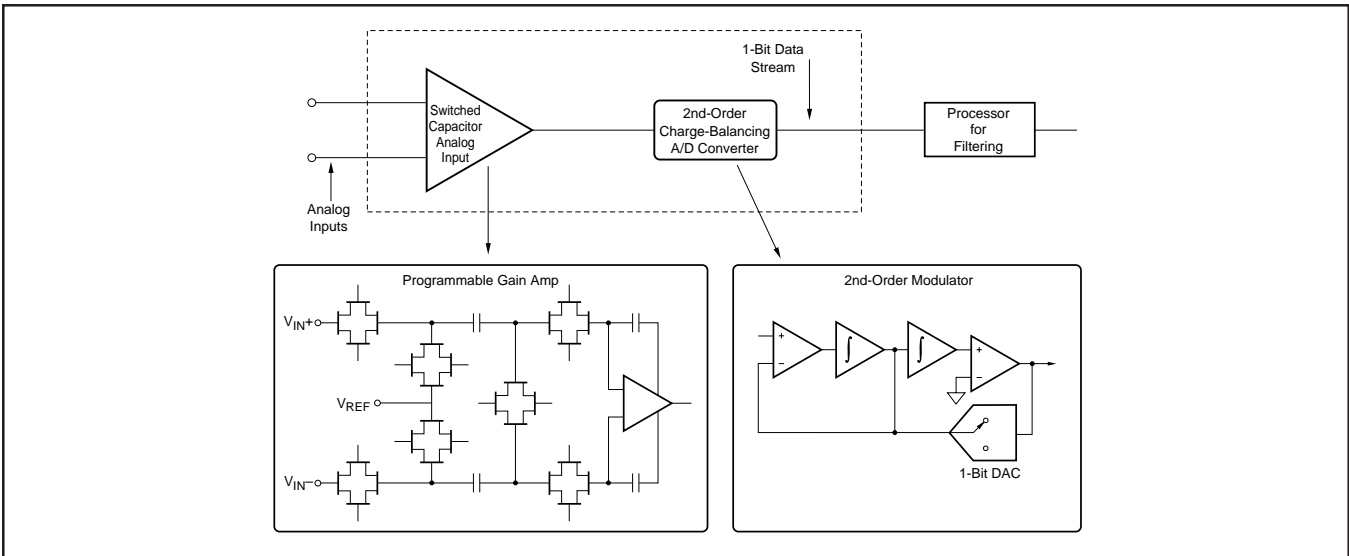 1-Bit Data
Stream
Switched
Capacitor
Analog
Input
2nd-Order
Charge-Balancing
A/D Converter
Processor
for
Filtering
Analog
Inputs
Programmable Gain Amp
VIN+
VREF
VIN–
2nd-Order Modulator
+
–
∫
∫
+
–
1-Bit DAC